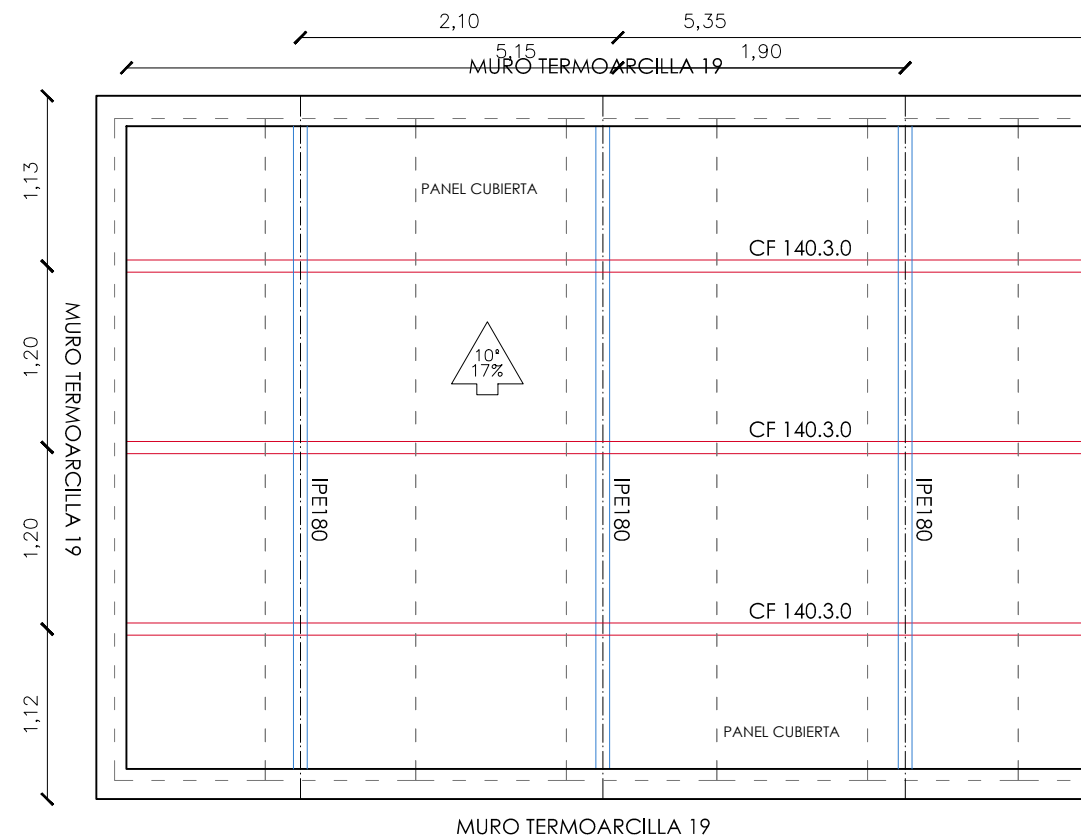 2,10
5,35
5,15
1,90
MURO TERMOARCILLA 19
1,13
PANEL CUBIERTA
CF 140.3.0
1,20
MURO TERMOARCILLA 19
10º
17%
CF 140.3.0
IPE180
IPE180
IPE180
1,20
CF 140.3.0
1,12
PANEL CUBIERTA
MURO TERMOARCILLA 19